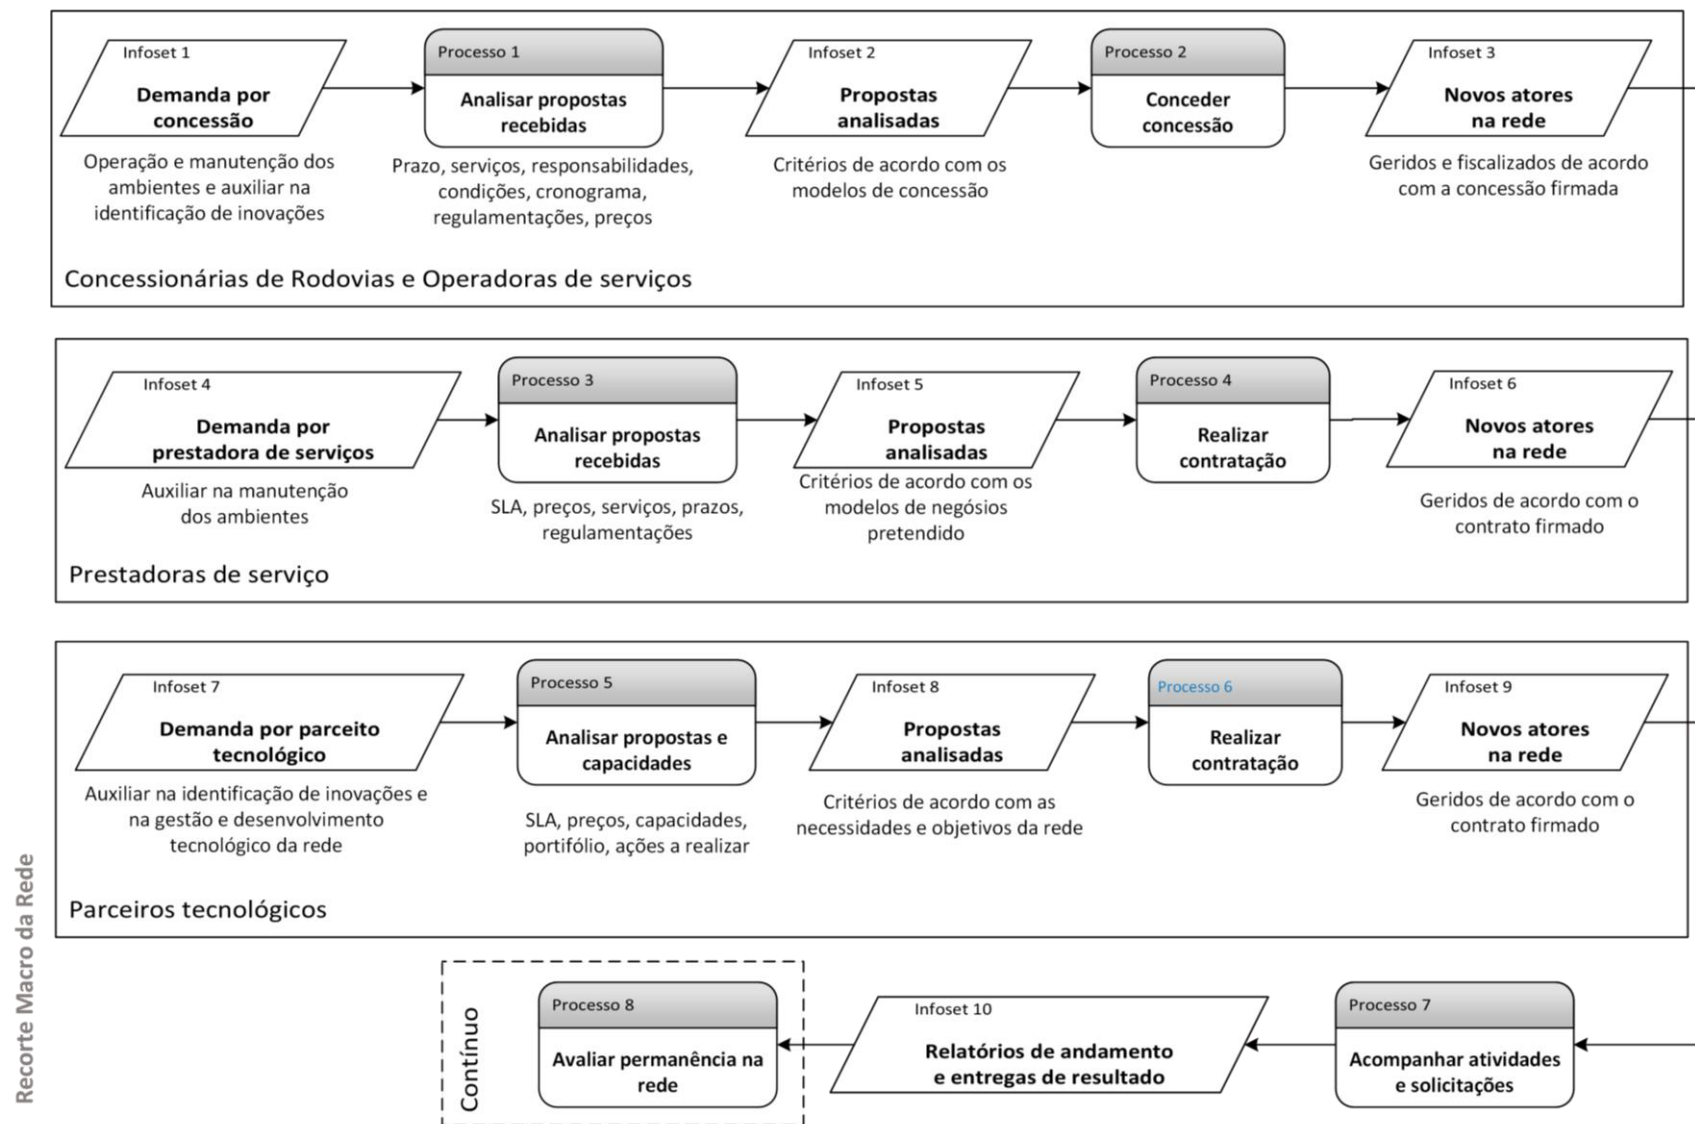 Infoset 1
Demanda por
concessão
Operação e manutenção dos
ambientes e auxiliar na
identificação de inovações
Processo 1
Analisar propostas
recebidas
Prazo, serviços, responsabilidades,
condições, cronograma,
regulamentações, preços
Infoset 2
Propostas
analisadas
Critérios de acordo com os
modelos de concessão
Processo 2
Conceder
concessão
Infoset 3
Novos atores
na rede
Geridos e fiscalizados de acordo
com a concessão firmada
Concessionárias de Rodovias e Operadoras de serviços
Infoset 4
Demanda por
prestadora de serviços
Auxiliar na manutenção
dos ambientes
Processo 3
Analisar propostas
recebidas
SLA, preços, serviços, prazos,
regulamentações
Infoset 5
Propostas
analisadas
Critérios de acordo com os
modelos de negósios
pretendido
Processo 4
Realizar
contratação
Infoset 6
Novos atores
na rede
Geridos de acordo com o
contrato firmado
Prestadoras de serviço
Infoset 7
Demanda por parceito
tecnológico
Auxiliar na identificação de inovações e
na gestão e desenvolvimento
tecnológico da rede
Processo 5
Analisar propostas e
capacidades
SLA, preços, capacidades,
portifólio, ações a realizar
Infoset 8
Propostas
analisadas
Critérios de acordo com as
necessidades e objetivos da rede
Processo 6
Realizar
contratação
Infoset 9
Novos atores
na rede
Geridos de acordo com o
contrato firmado
Parceiros tecnológicos
Recorte Macro da Rede
Contínuo
Processo 8
Avaliar permanência na
rede
Infoset 10
Relatórios de andamento
e entregas de resultado
Processo 7
Acompanhar atividades
e solicitações